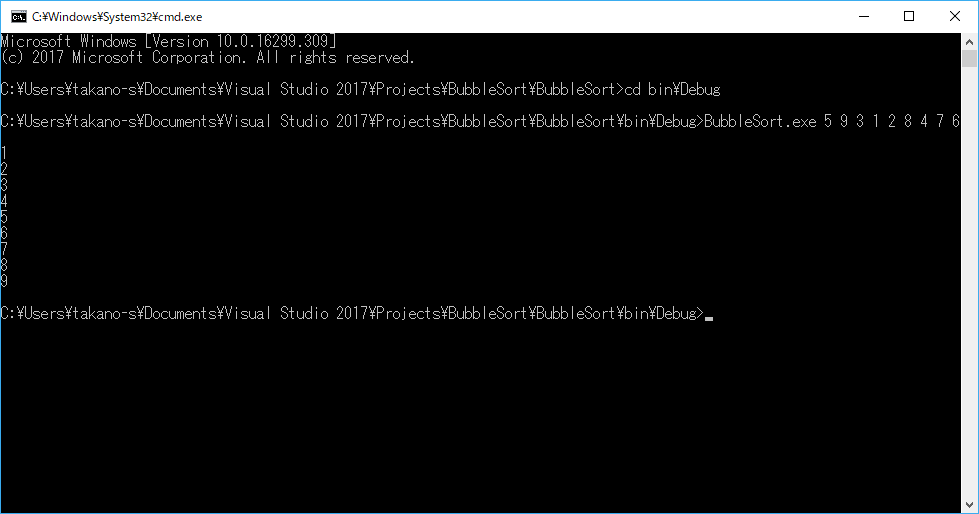 C:¥Windows¥System32¥cmd.exe
Microsoft Windows [Version 10.0.16299.309]
(c) 2017 Microsoft Corporation. All rights reserved.
C:¥Users¥takano-s¥Documents¥Visual Studio 2017¥Projects¥BubbleSort¥BubbleSort>cd bin¥Debug
C:¥Users¥takano-s¥Documents¥Visual Studio 2017¥Projects¥BubbleSort¥BubbleSort¥bin¥Debug>BubbleSort.exe 5 9 3 1 2 8 4 7 6
1
2
3
4
5
6
7
8
9
C:¥Users¥takano-s¥Documents¥Visual Studio 2017¥Projects¥BubbleSort¥BubbleSort¥bin¥Debug>